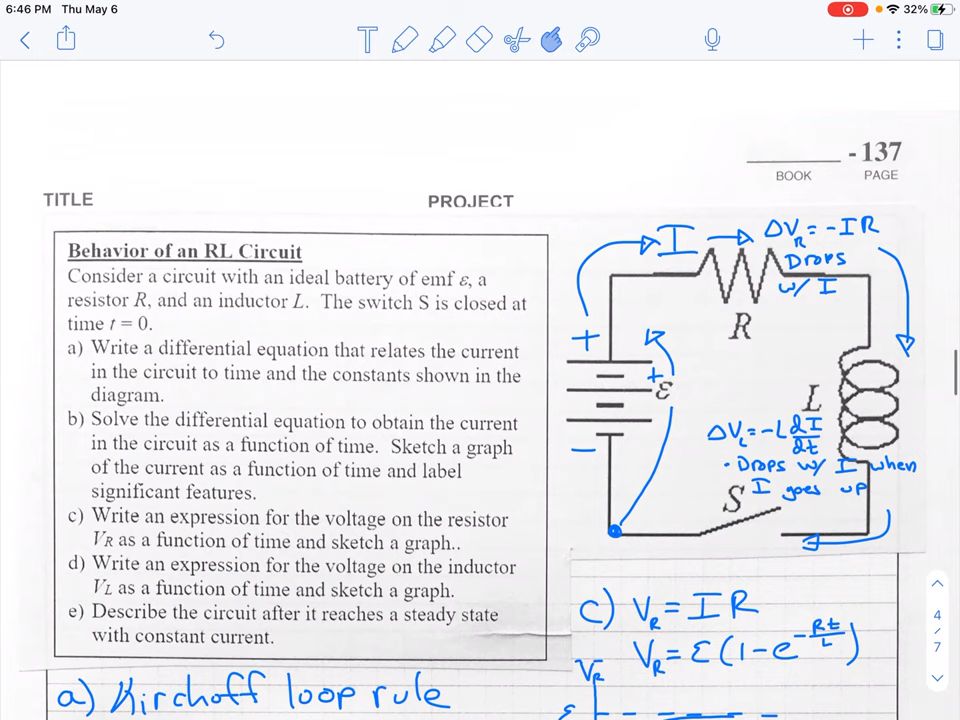 6:46 PM Thu May 6
32%
T
- 137
BOOK
PAGE
TITLE
PROJECT
Behavior of an RL Circuit
Consider a circuit with an ideal battery of emf ε, a
resistor R, and an inductor L. The switch S is closed at
time t = 0.
a) Write a differential equation that relates the current
in the circuit to time and the constants shown in the
diagram.
b) Solve the differential equation to obtain the current
in the circuit as a function of time. Sketch a graph
of the current as a function of time and label
significant features.
c) Write an expression for the voltage on the resistor
VR as a function of time and sketch a graph..
d) Write an expression for the voltage on the inductor
VL as a function of time and sketch a graph.
e) Describe the circuit after it reaches a steady state
with constant current.
I
ΔV_R = -IR
Drops
w/ I
R
+
+
ε
-
L
ΔV_L = -L dI/dt
· Drops w/ I when
I goes up
S
c) V_R = IR
V_R = ε(1-e^(-Rt/L))
V_R
ε
a) Kirchoff loop rule
4
/
7